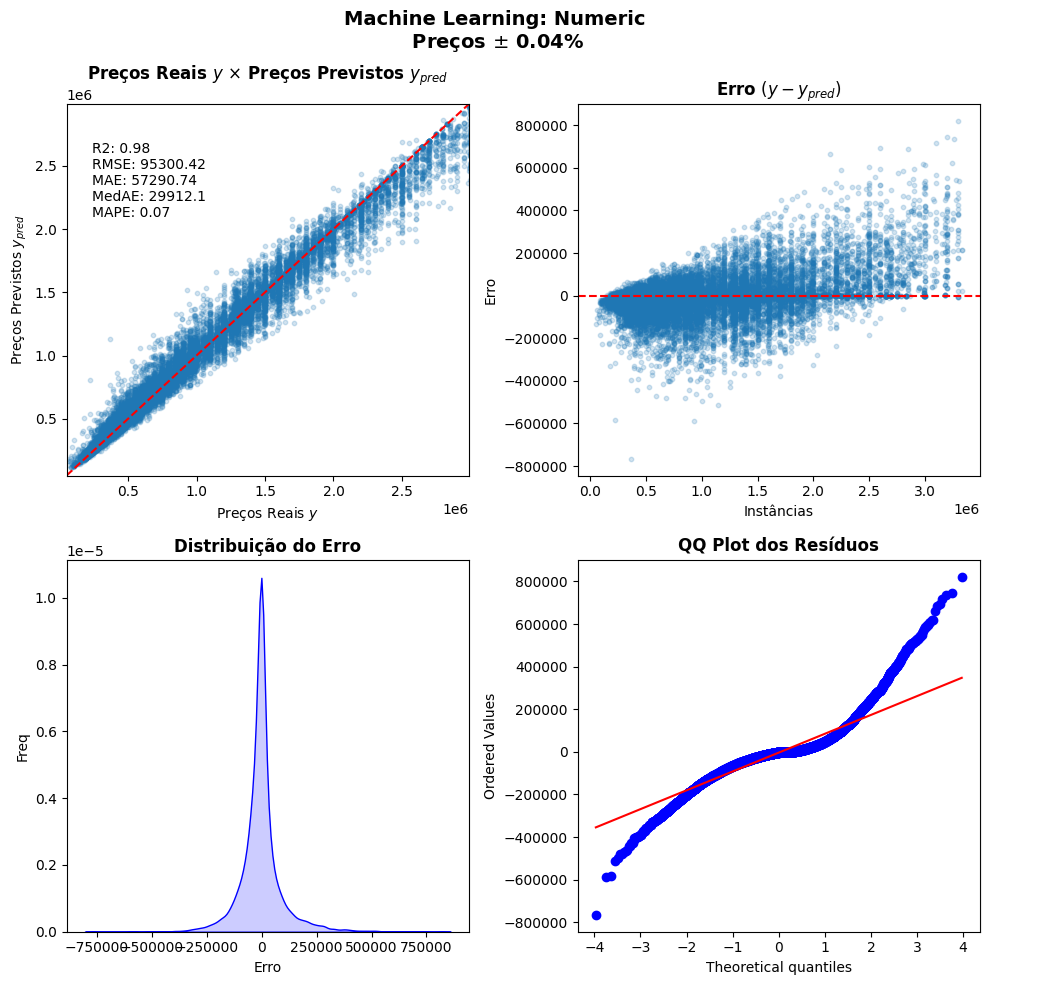 Machine Learning: Numeric
Preços ± 0.04%
Preços Reais y × Preços Previstos y_pred
1e6
R2: 0.98
RMSE: 95300.42
MAE: 57290.74
MedAE: 29912.1
MAPE: 0.07
2.5
2.0
1.5
1.0
0.5
Preços Previstos y_pred
0.5 1.0 1.5 2.0 2.5
1e6
Preços Reais y
Erro (y − y_pred)
800000
600000
400000
200000
0
−200000
−400000
−600000
−800000
Erro
0.0 0.5 1.0 1.5 2.0 2.5 3.0
1e6
Instâncias
Distribuição do Erro
1e−5
1.0
0.8
0.6
0.4
0.2
0.0
Freq
−750000 −500000 −250000 0 250000 500000 750000
Erro
QQ Plot dos Resíduos
800000
600000
400000
200000
0
−200000
−400000
−600000
−800000
Ordered Values
−4 −3 −2 −1 0 1 2 3 4
Theoretical quantiles